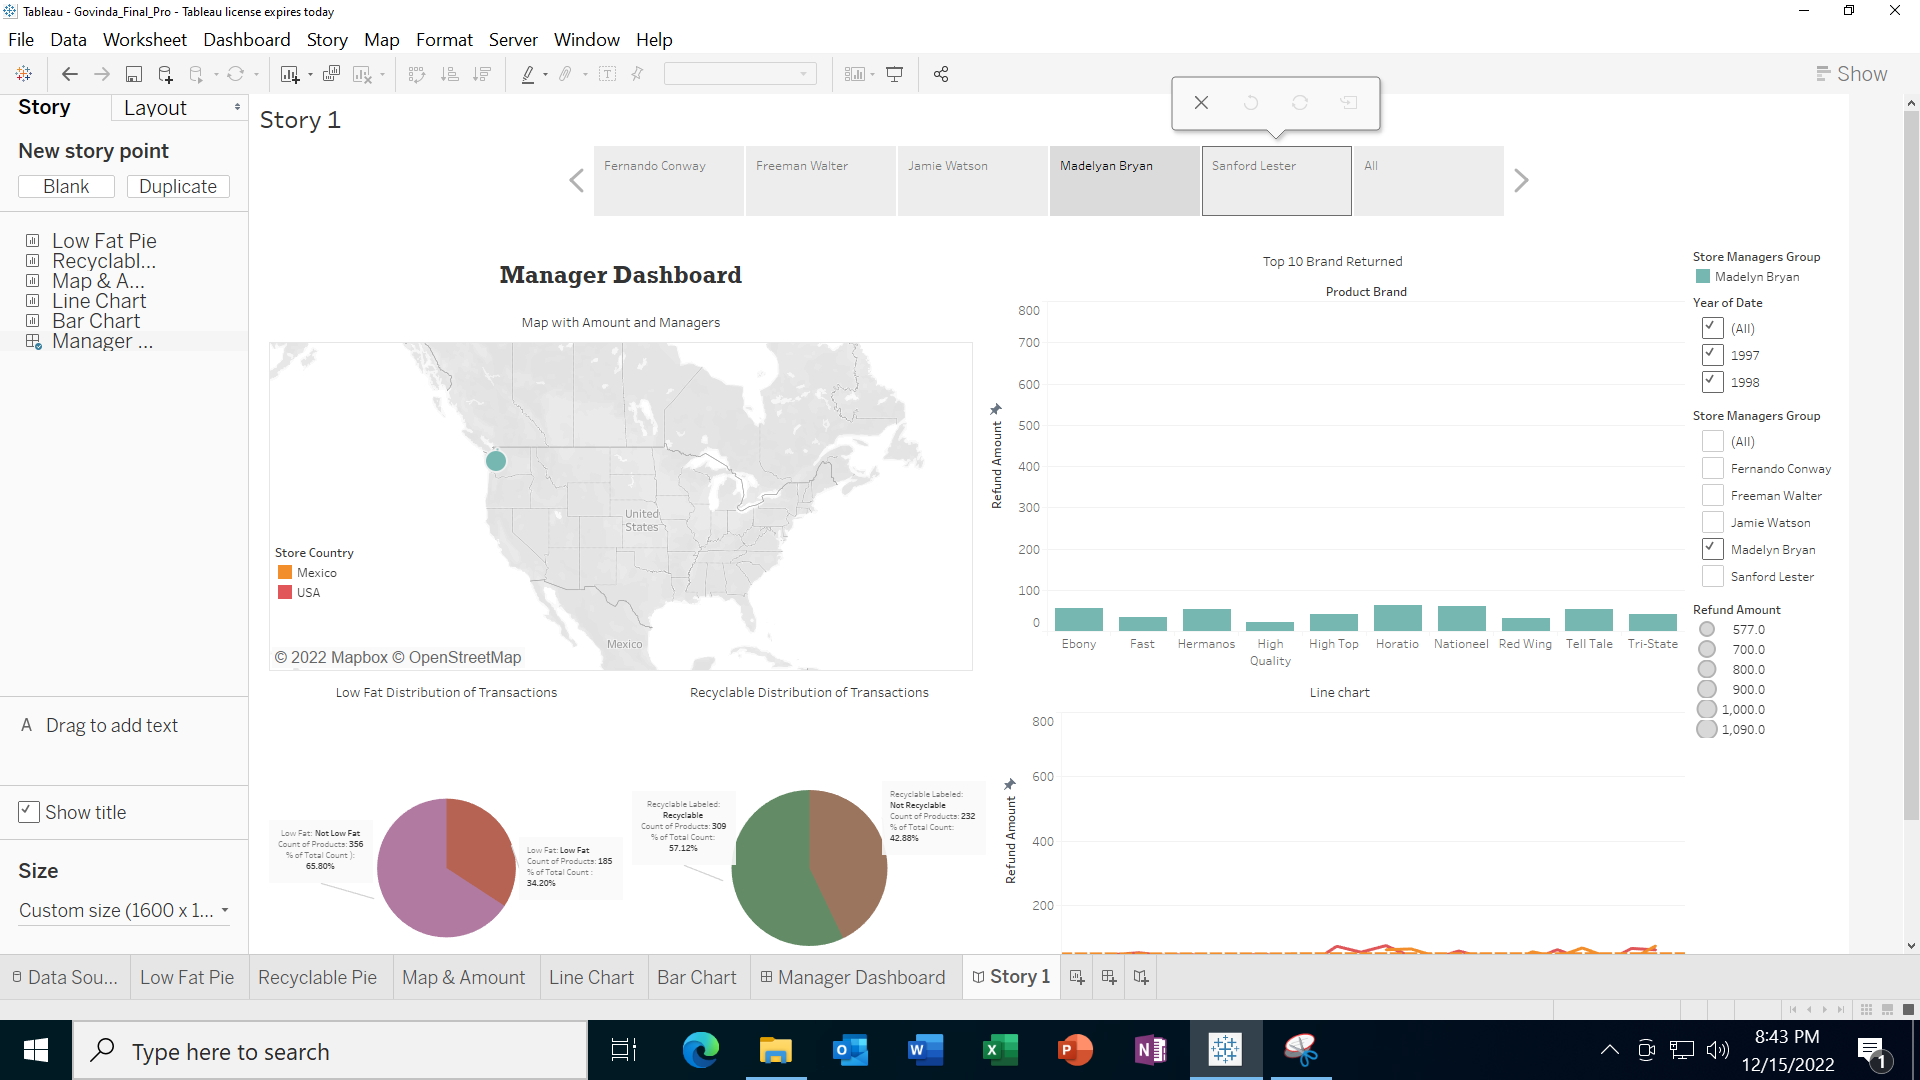 Tableau - Govinda_Final_Pro - Tableau license expires today
File Data Worksheet Dashboard Story Map Format Server Window Help
Show
Story Layout
New story point
Blank Duplicate
Low Fat Pie
Recyclabl...
Map & A...
Line Chart
Bar Chart
Manager ...
A Drag to add text
Show title
Size
Custom size (1600 x 1...
Story 1
Fernando Conway Freeman Walter Jamie Watson Madelyan Bryan Sanford Lester All
Manager Dashboard
Map with Amount and Managers
United
States
Mexico
Store Country
Mexico
USA
© 2022 Mapbox © OpenStreetMap
Top 10 Brand Returned
Product Brand
Refund Amount
800
700
600
500
400
300
200
100
0
Ebony Fast Hermanos High Quality High Top Horatio Nationeel Red Wing Tell Tale Tri-State
Low Fat Distribution of Transactions
Low Fat: Not Low Fat
Count of Products: 356
% of Total Count ):
65.80%
Low Fat: Low Fat
Count of Products: 185
% of Total Count :
34.20%
Recyclable Distribution of Transactions
Recyclable Labeled:
Recyclable
Count of Products: 309
% of Total Count:
57.12%
Recyclable Labeled:
Not Recyclable
Count of Products: 232
% of Total Count:
42.88%
Line chart
Refund Amount
800
600
400
200
Store Managers Group
Madelyn Bryan
Year of Date
(All)
1997
1998
Store Managers Group
(All)
Fernando Conway
Freeman Walter
Jamie Watson
Madelyn Bryan
Sanford Lester
Refund Amount
577.0
700.0
800.0
900.0
1,000.0
1,090.0
Data Sou... Low Fat Pie Recyclable Pie Map & Amount Line Chart Bar Chart Manager Dashboard Story 1
Type here to search
8:43 PM
12/15/2022
1